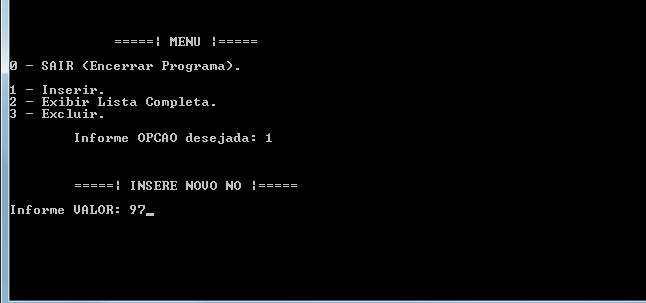 =====¦ MENU ¦=====
0 - SAIR (Encerrar Programa).
1 - Inserir.
2 - Exibir Lista Completa.
3 - Excluir.
Informe OPCAO desejada: 1
=====¦ INSERE NOVO NO ¦=====
Informe VALOR: 97_